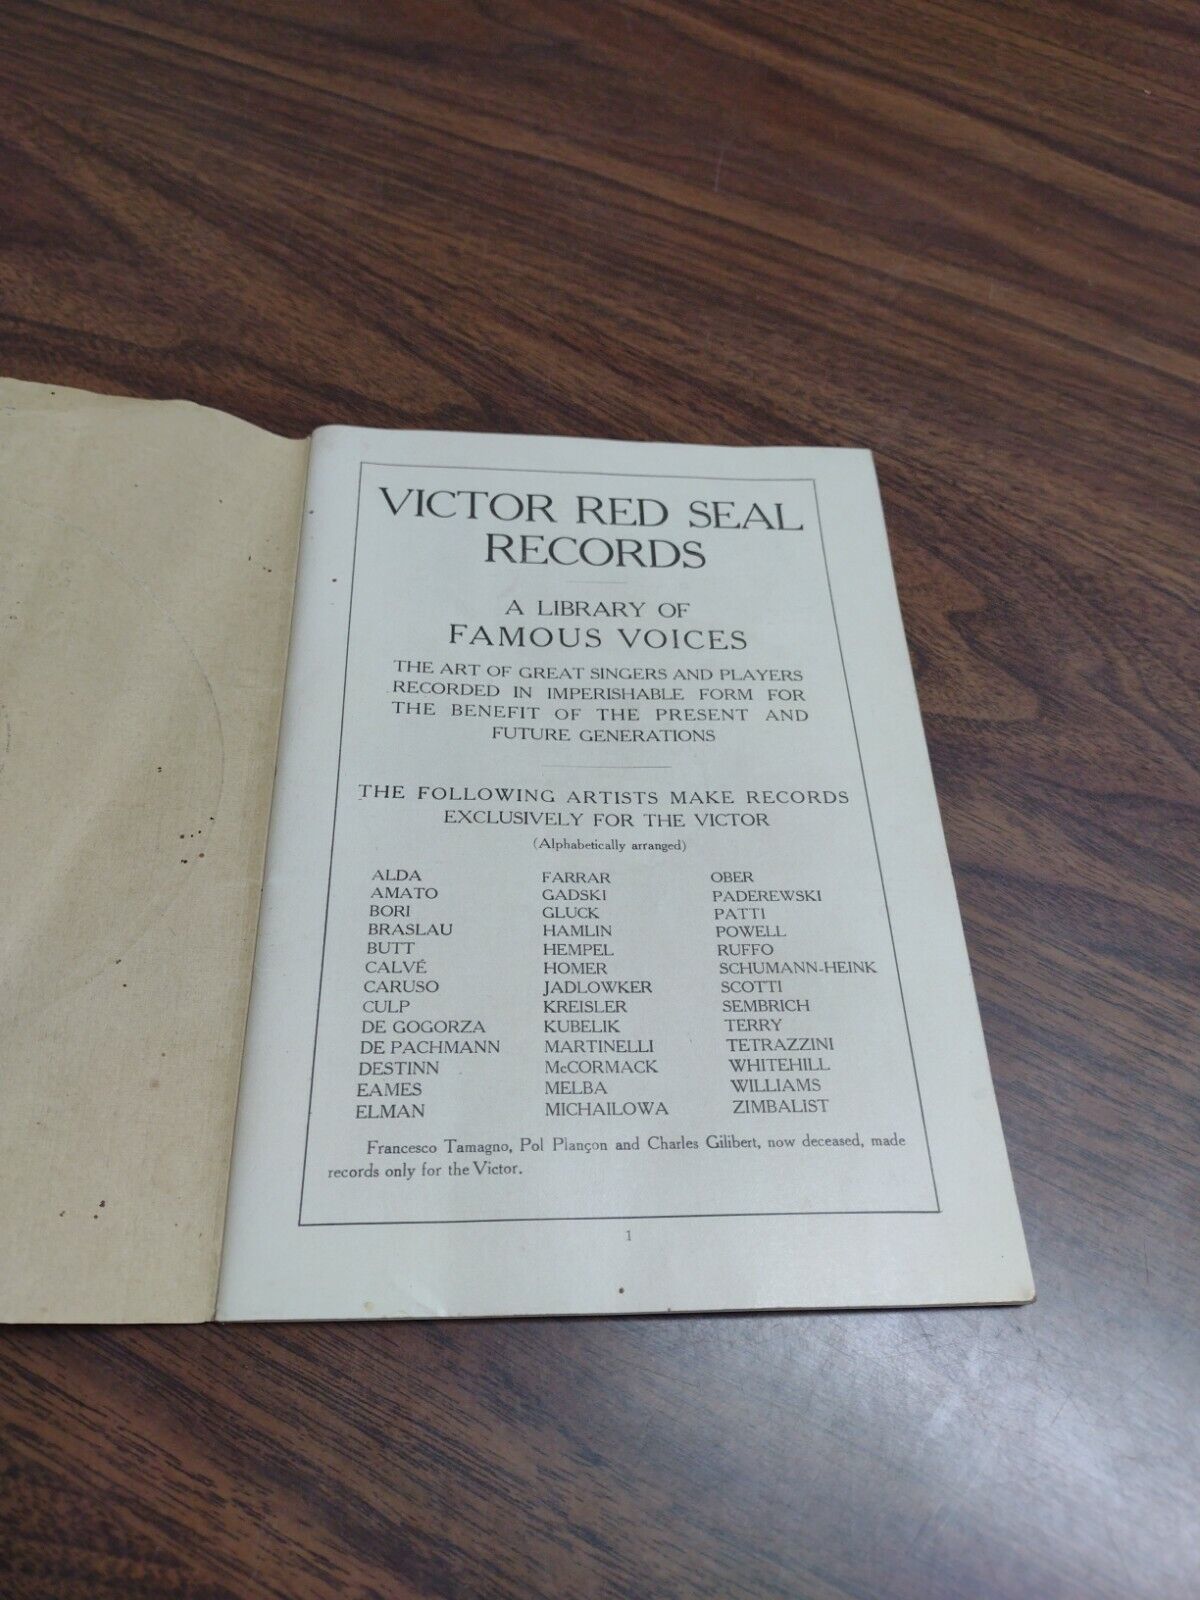 VICTOR RED SEAL
RECORDS
A LIBRARY OF
FAMOUS VOICES
THE ART OF GREAT SINGERS AND PLAYERS
RECORDED IN IMPERISHABLE FORM FOR
THE BENEFIT OF THE PRESENT AND
FUTURE GENERATIONS
THE FOLLOWING ARTISTS MAKE RECORDS
EXCLUSIVELY FOR THE VICTOR
(Alphabetically arranged)
ALDA
AMATO
BORI
BRASLAU
BUTT
CALVÉ
CARUSO
CULP
DE GOGORZA
DE PACHMANN
DESTINN
EAMES
ELMAN
FARRAR
GADSKI
GLUCK
HAMLIN
HEMPEL
HOMER
JADLOWKER
KREISLER
KUBELIK
MARTINELLI
McCORMACK
MELBA
MICHAILOWA
OBER
PADEREWSKI
PATTI
POWELL
RUFFO
SCHUMANN-HEINK
SCOTTI
SEMBRICH
TERRY
TETRAZZINI
WHITEHILL
WILLIAMS
ZIMBALIST
Francesco Tamagno, Pol Plançon and Charles Gilibert, now deceased, made
records only for the Victor.
1